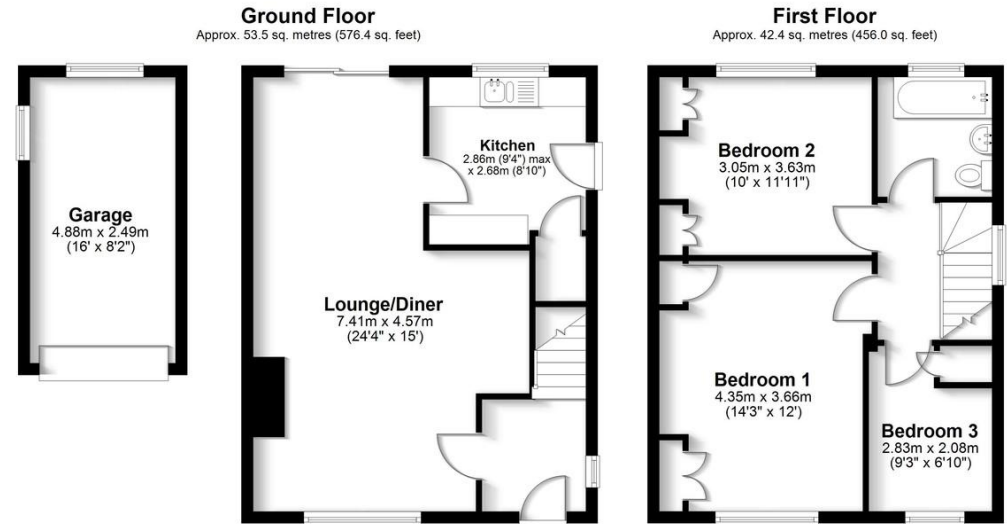 Ground Floor
Approx. 53.5 sq. metres (576.4 sq. feet)
First Floor
Approx. 42.4 sq. metres (456.0 sq. feet)
Garage
4.88m x 2.49m
(16' x 8'2")
Kitchen
2.86m (9'4") max
x 2.68m (8'10")
Lounge/Diner
7.41m x 4.57m
(24'4" x 15')
Bedroom 2
3.05m x 3.63m
(10' x 11'11")
Bedroom 1
4.35m x 3.66m
(14'3" x 12')
Bedroom 3
2.83m x 2.08m
(9'3" x 6'10")